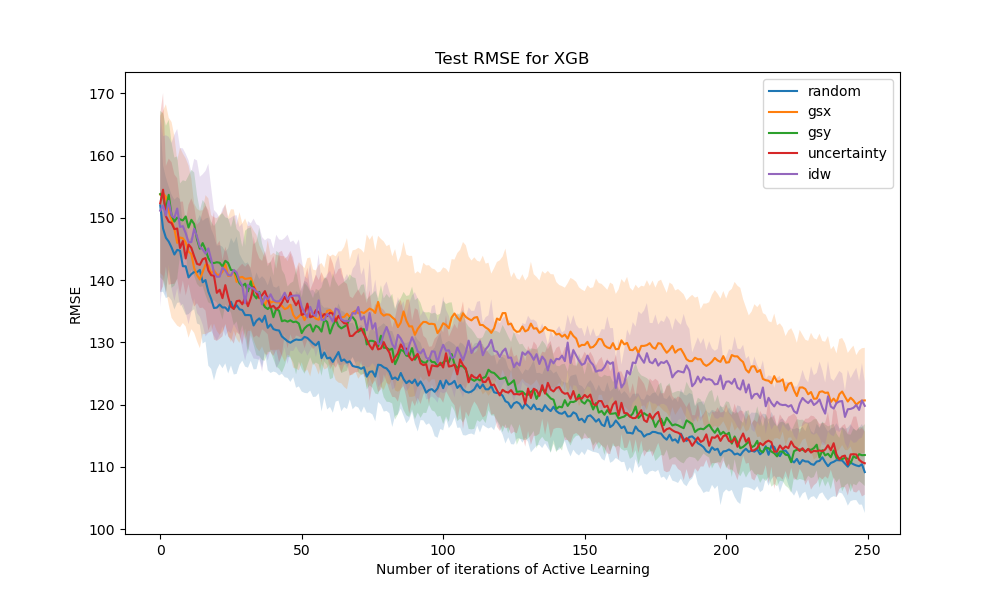 Test RMSE for XGB
random
gsx
gsy
uncertainty
idw
RMSE
170
160
150
140
130
120
110
100
0 50 100 150 200 250
Number of iterations of Active Learning